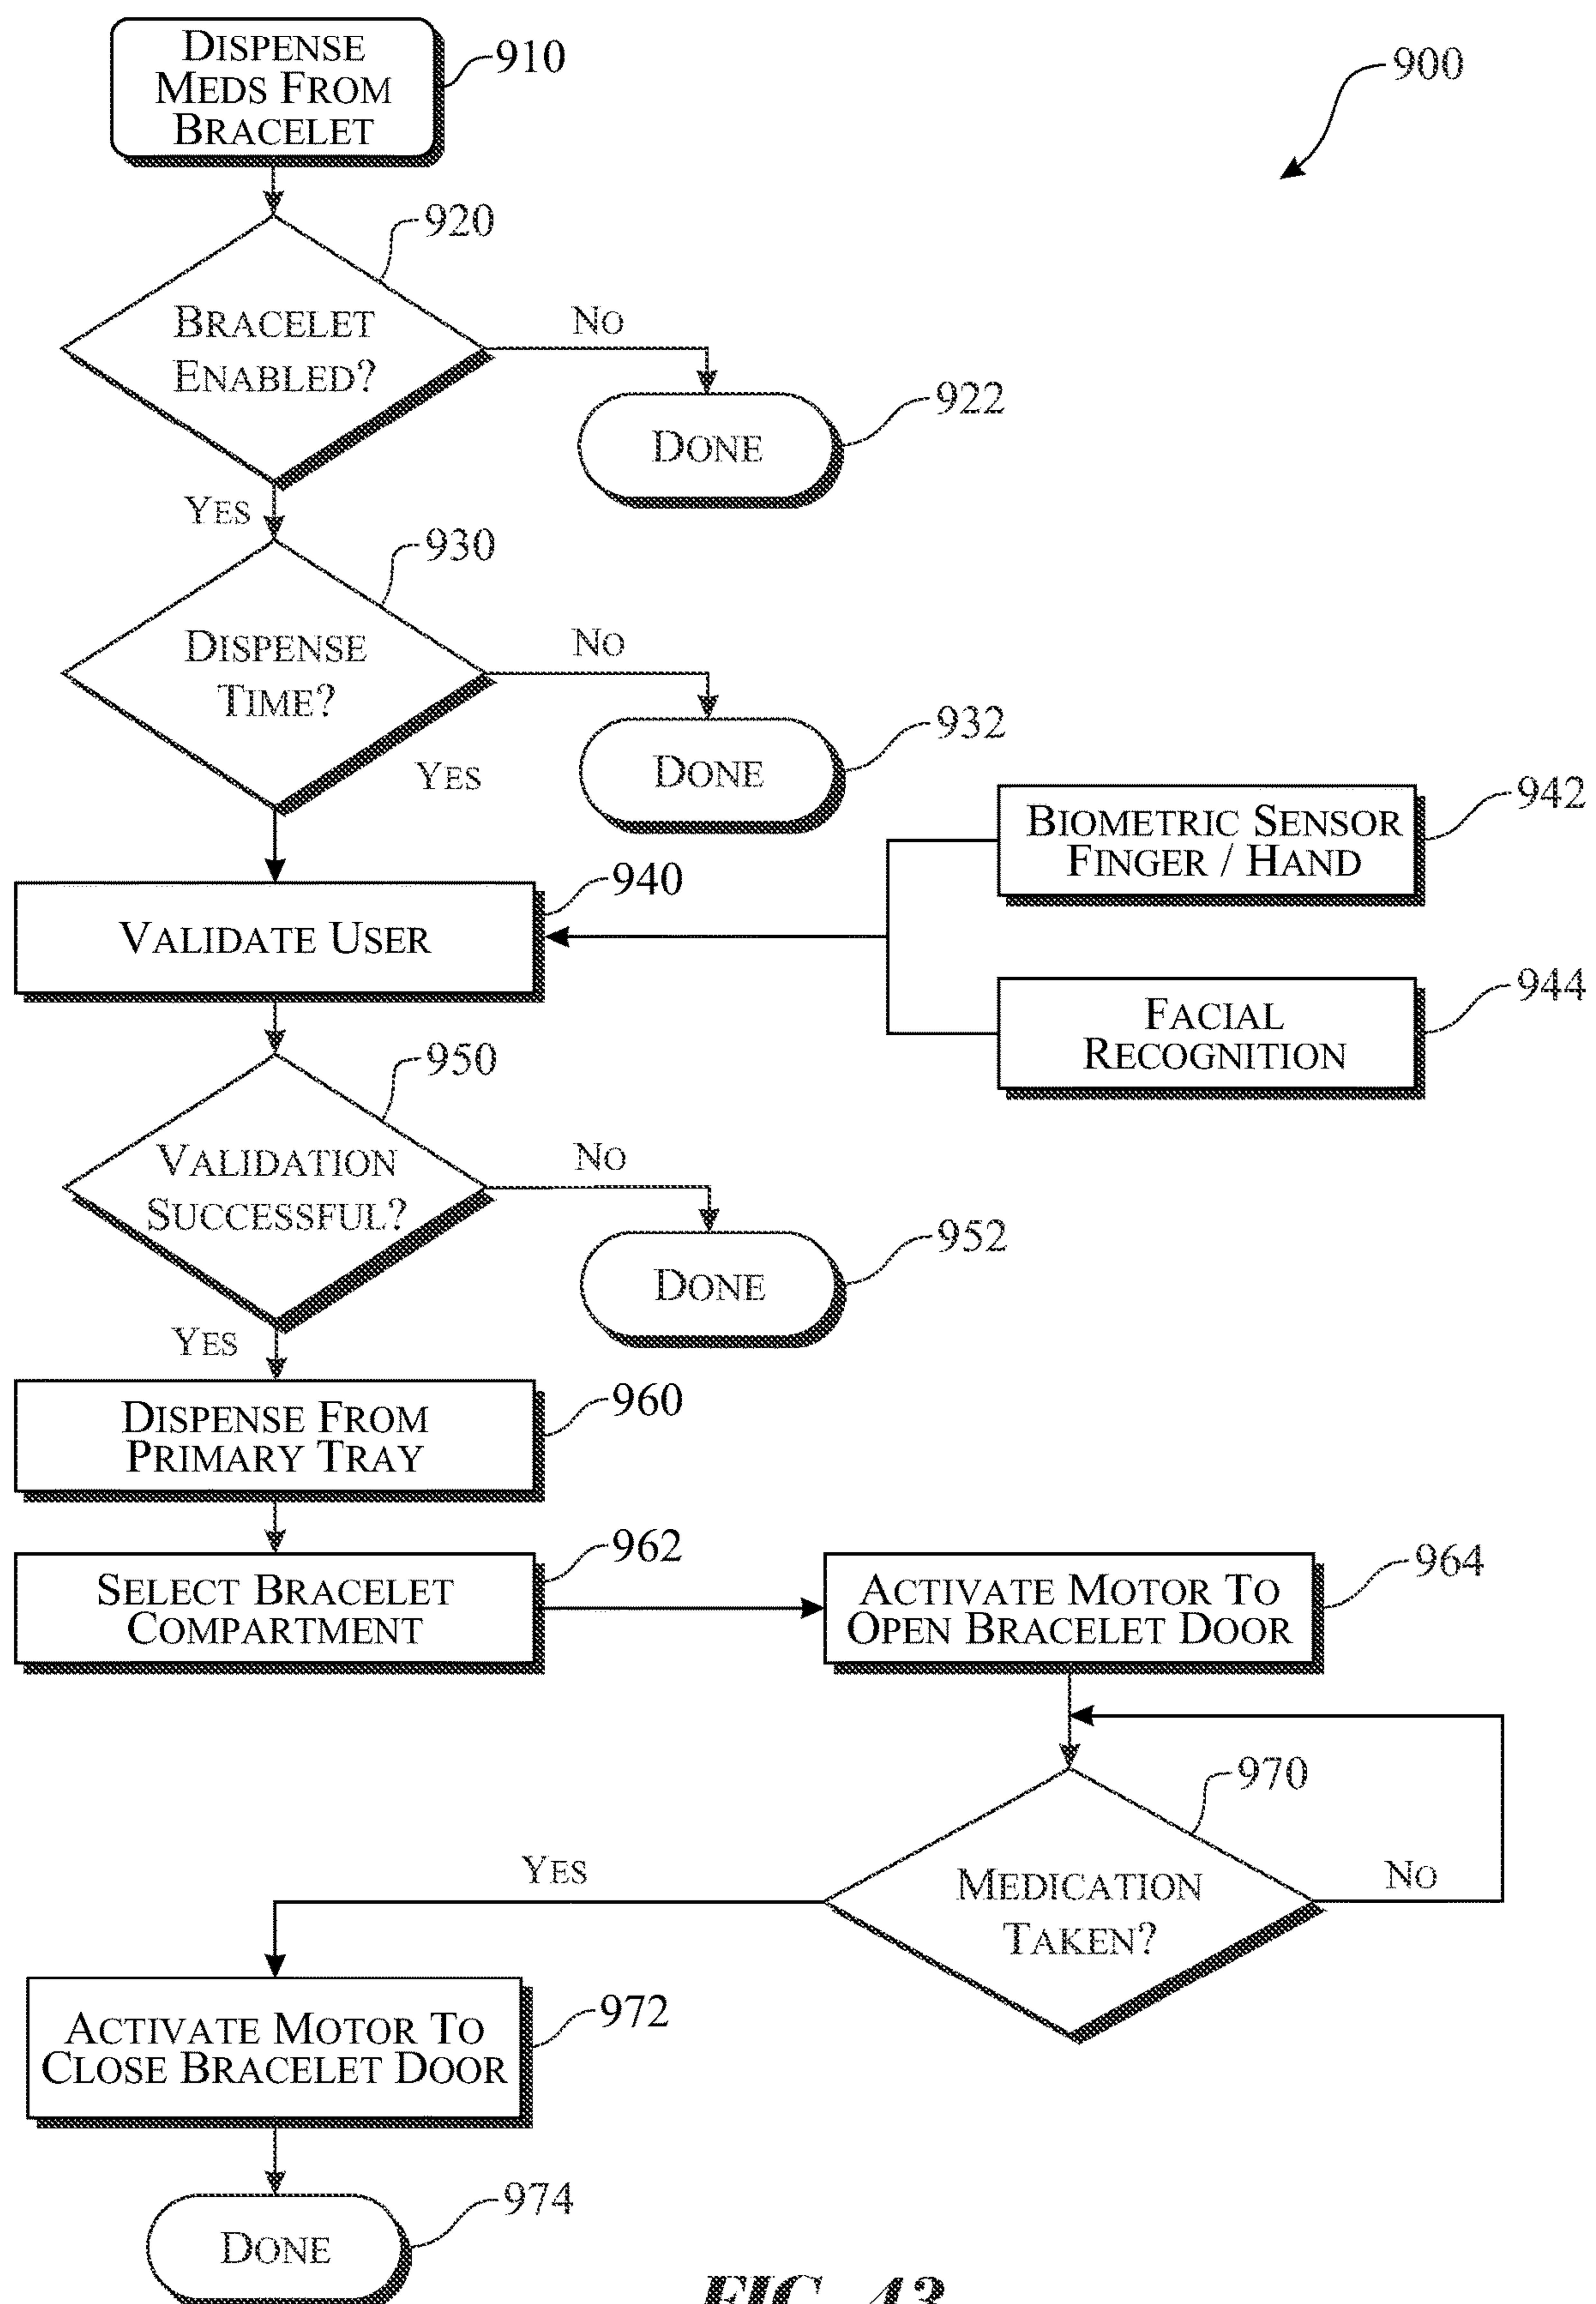 DISPENSE
MEDS FROM
BRACELET
910
900
920
BRACELET
ENABLED?
NO
922
DONE
YES
930
DISPENSE
TIME?
NO
932
DONE
YES
942
BIOMETRIC SENSOR
FINGER / HAND
940
VALIDATE USER
944
FACIAL
RECOGNITION
950
VALIDATION
SUCCESSFUL?
NO
952
DONE
YES
960
DISPENSE FROM
PRIMARY TRAY
962
SELECT BRACELET
COMPARTMENT
964
ACTIVATE MOTOR TO
OPEN BRACELET DOOR
970
MEDICATION
TAKEN?
NO
YES
972
ACTIVATE MOTOR TO
CLOSE BRACELET DOOR
974
DONE
FIG. 43